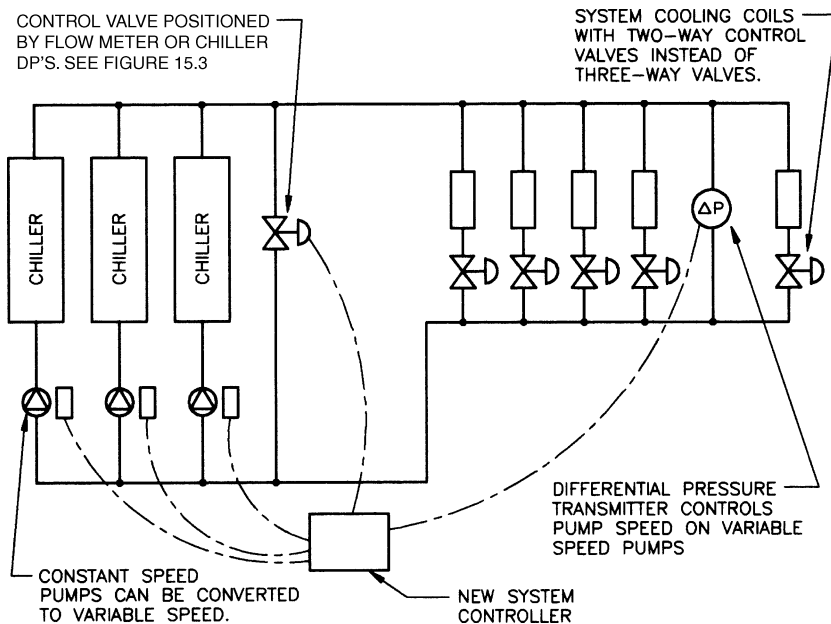 CONTROL VALVE POSITIONED
BY FLOW METER OR CHILLER
DP'S. SEE FIGURE 15.3
SYSTEM COOLING COILS
WITH TWO-WAY CONTROL
VALVES INSTEAD OF
THREE-WAY VALVES.
CHILLER
CHILLER
CHILLER
ΔP
DIFFERENTIAL PRESSURE
TRANSMITTER CONTROLS
PUMP SPEED ON VARIABLE
SPEED PUMPS
CONSTANT SPEED
PUMPS CAN BE CONVERTED
TO VARIABLE SPEED.
NEW SYSTEM
CONTROLLER